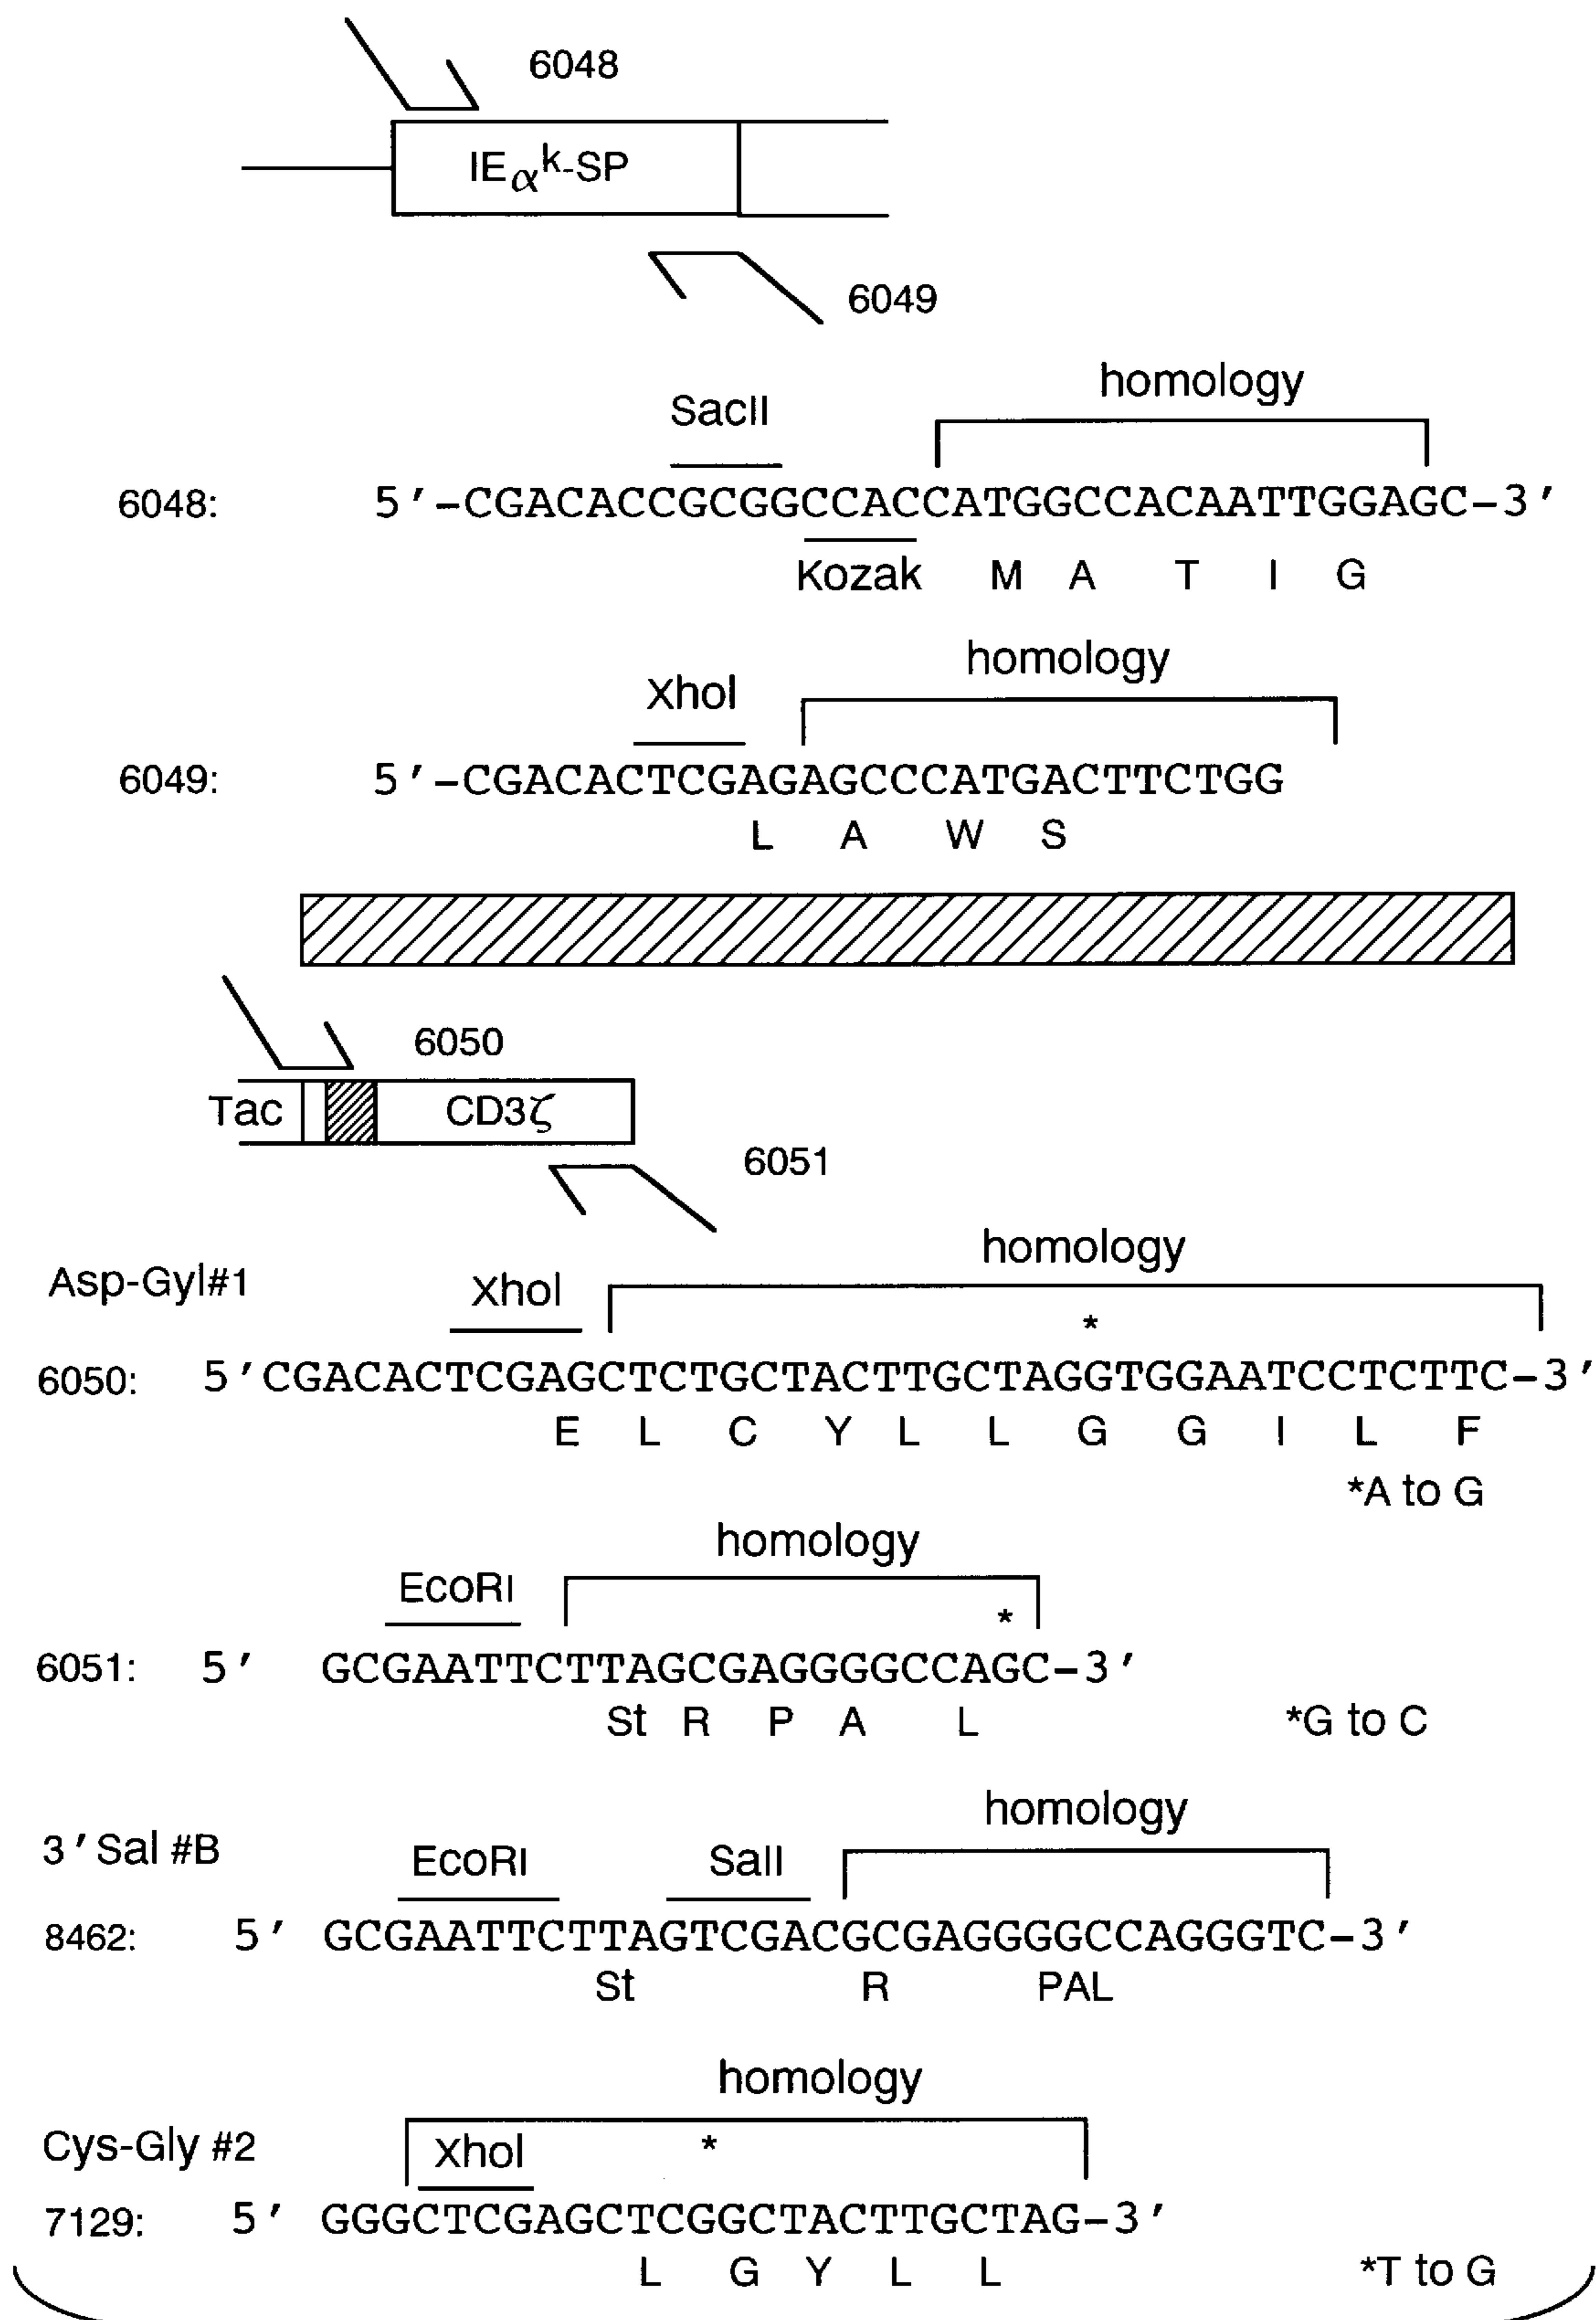 6048
IEαk-SP
6049
homology
SacII
6048: 5'-CGACACCGCGGCCACCATGGCCACAATTGGAGC-3'
Kozak M A T I G
homology
XhoI
6049: 5'-CGACACTCGAGAGCCCATGACTTCTGG
L A W S
6050
Tac CD3ζ
6051
homology
Asp-Gyl#1 XhoI
*
6050: 5'CGACACTCGAGCTCTGCTACTTGCTAGGTGGAATCCTCTTC-3'
E L C Y L L G G I L F
*A to G
homology
EcoRI
*
6051: 5' GCGAATTCTTAGCGAGGGGCCAGC-3'
St R P A L *G to C
homology
3'Sal #B EcoRI SalI
8462: 5' GCGAATTCTTAGTCGACGCGAGGGGCCAGGGTC-3'
St R PAL
homology
Cys-Gly #2 XhoI *
7129: 5' GGGCTCGAGCTCGGCTACTTGCTAG-3'
L G Y L L *T to G